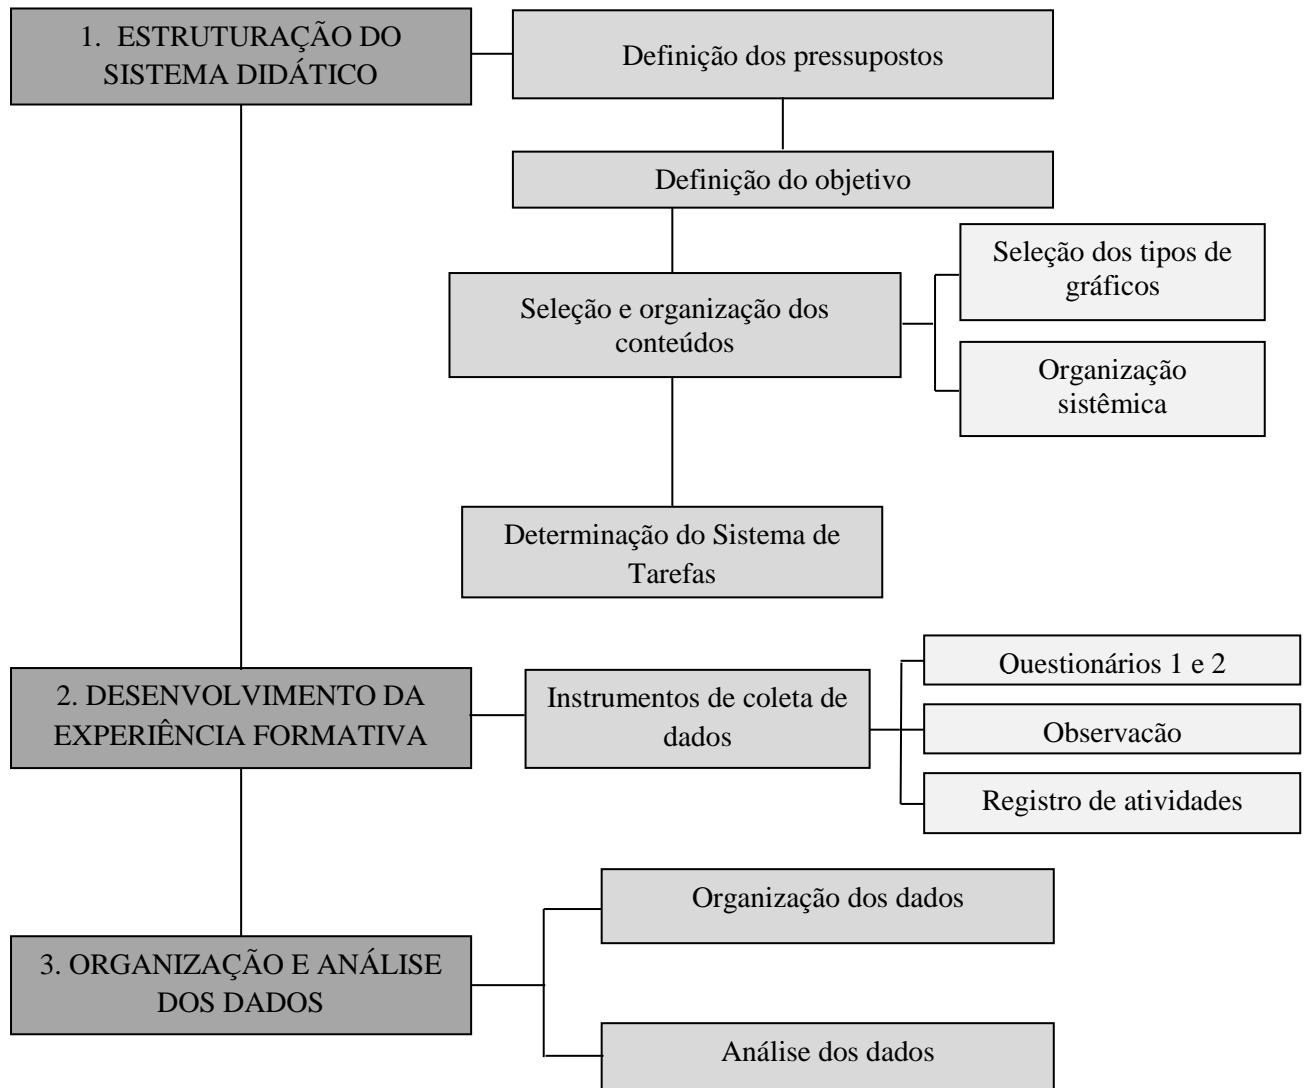 1. ESTRUTURAÇÃO DO
SISTEMA DIDÁTICO
Definição dos pressupostos
Definição do objetivo
Seleção e organização dos
conteúdos
Seleção dos tipos de
gráficos
Organização
sistêmica
Determinação do Sistema de
Tarefas
2. DESENVOLVIMENTO DA
EXPERIÊNCIA FORMATIVA
Instrumentos de coleta de
dados
Questionários 1 e 2
Observação
Registro de atividades
3. ORGANIZAÇÃO E ANÁLISE
DOS DADOS
Organização dos dados
Análise dos dados